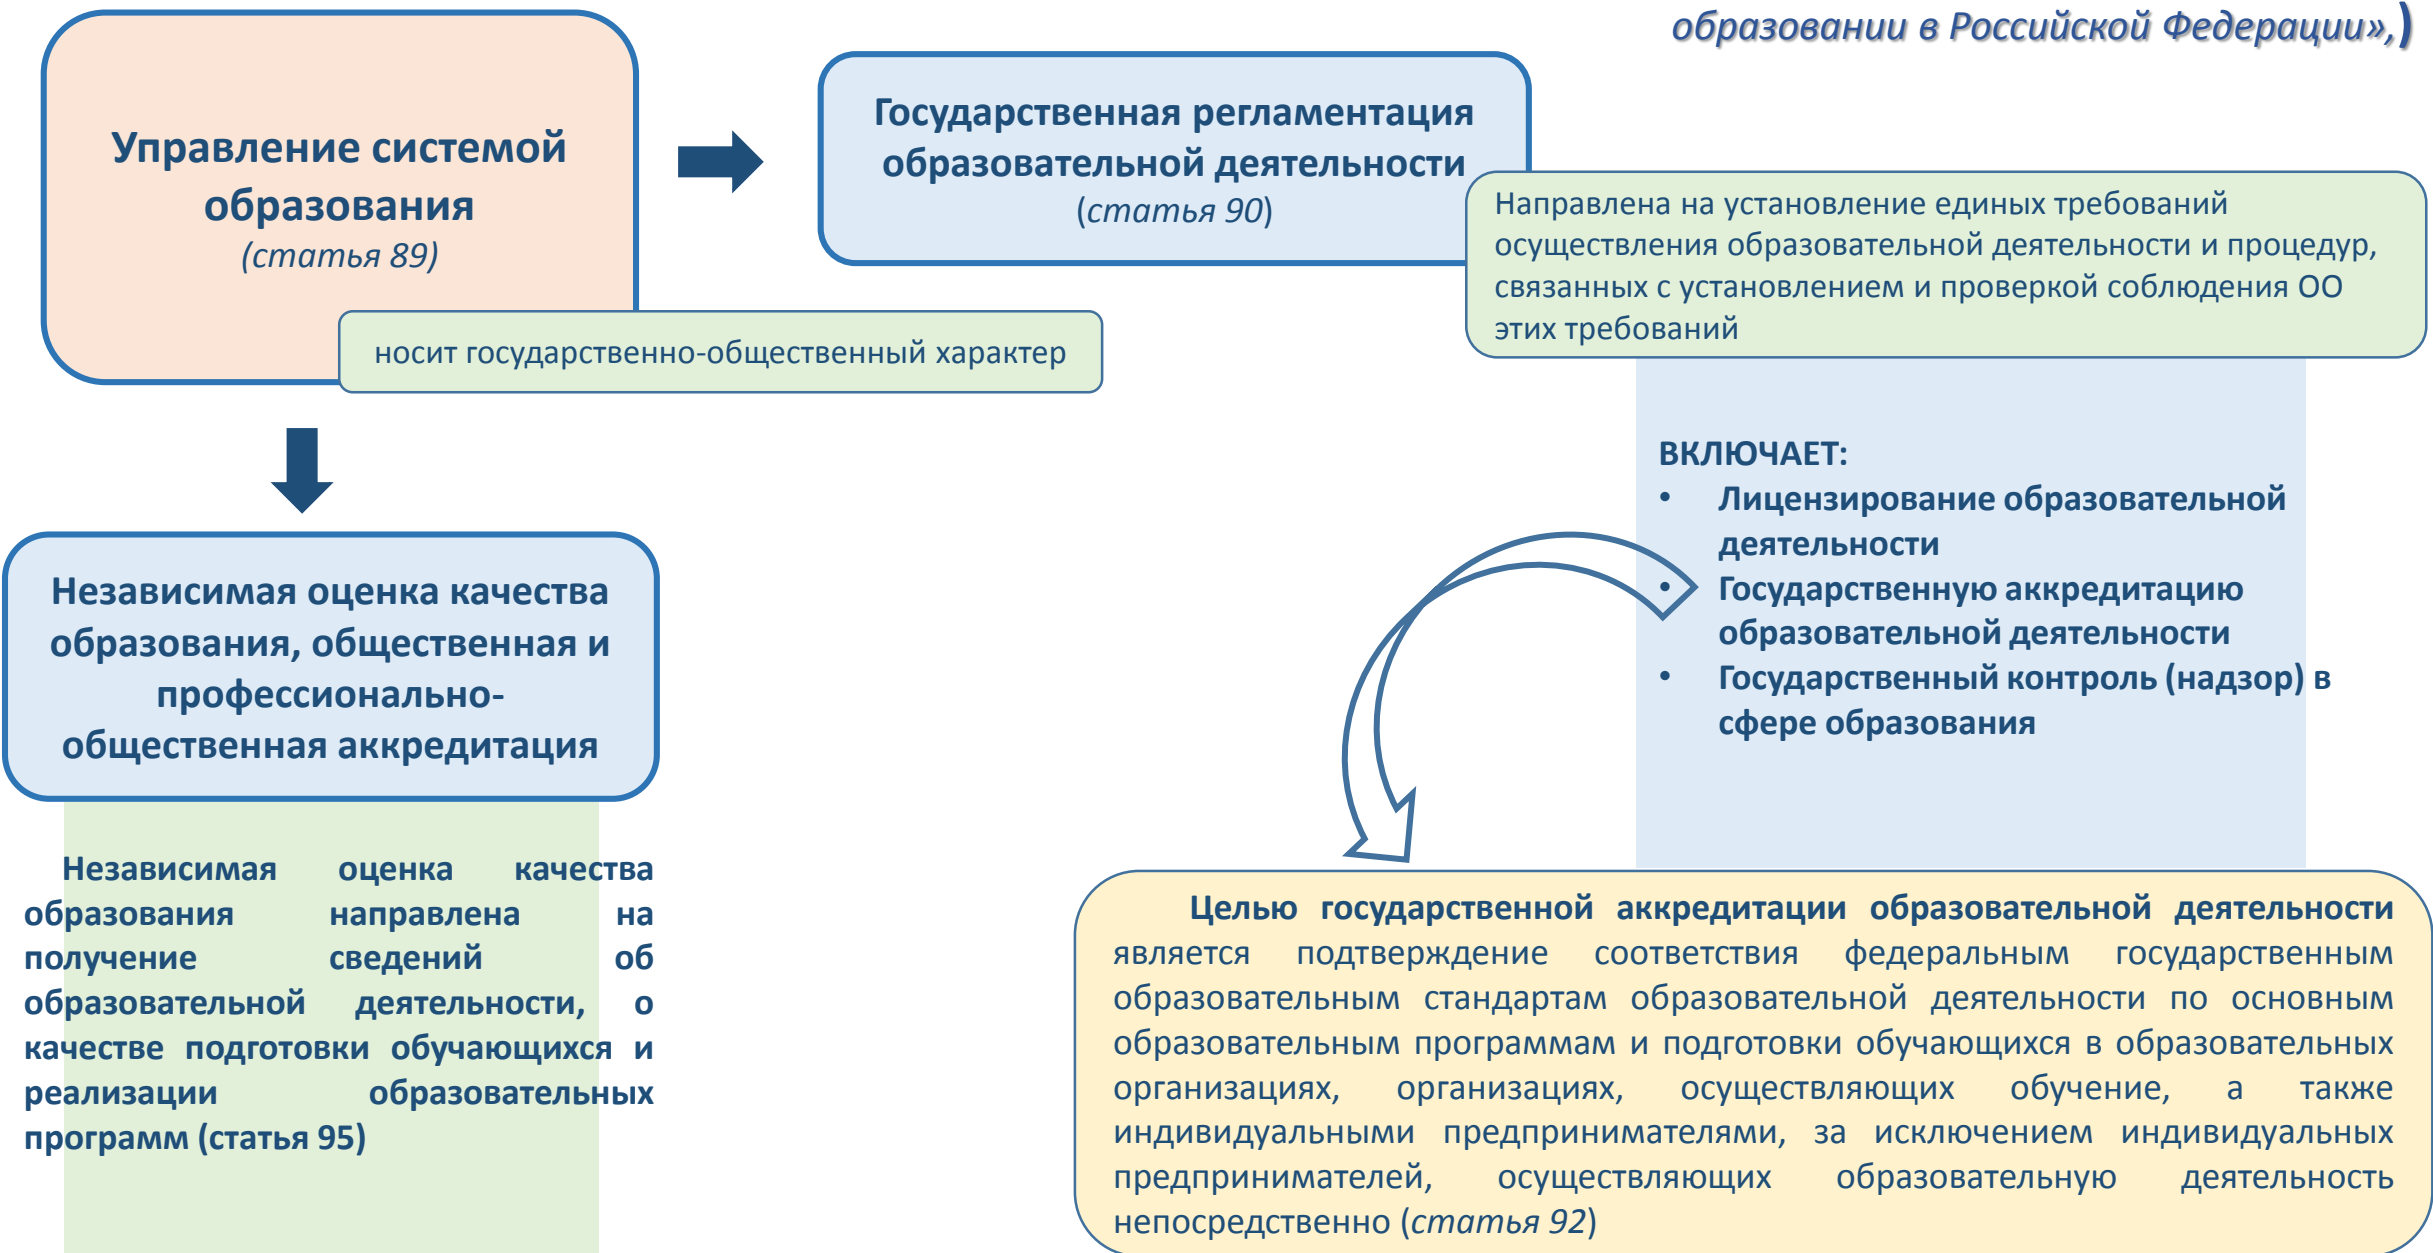 образовании в Российской Федерации»,)
Управление системой
образования
(статья 89)
носит государственно-общественный характер
Государственная регламентация
образовательной деятельности
(статья 90)
Направлена на установление единых требований
осуществления образовательной деятельности и процедур,
связанных с установлением и проверкой соблюдения ОО
этих требований
ВКЛЮЧАЕТ:
• Лицензирование образовательной
деятельности
• Государственную аккредитацию
образовательной деятельности
• Государственный контроль (надзор) в
сфере образования
Независимая оценка качества
образования, общественная и
профессионально-
общественная аккредитация
Независимая оценка качества
образования направлена на
получение сведений об
образовательной деятельности, о
качестве подготовки обучающихся и
реализации образовательных
программ (статья 95)
Целью государственной аккредитации образовательной деятельности
является подтверждение соответствия федеральным государственным
образовательным стандартам образовательной деятельности по основным
образовательным программам и подготовки обучающихся в образовательных
организациях, организациях, осуществляющих обучение, а также
индивидуальными предпринимателями, за исключением индивидуальных
предпринимателей, осуществляющих образовательную деятельность
непосредственно (статья 92)